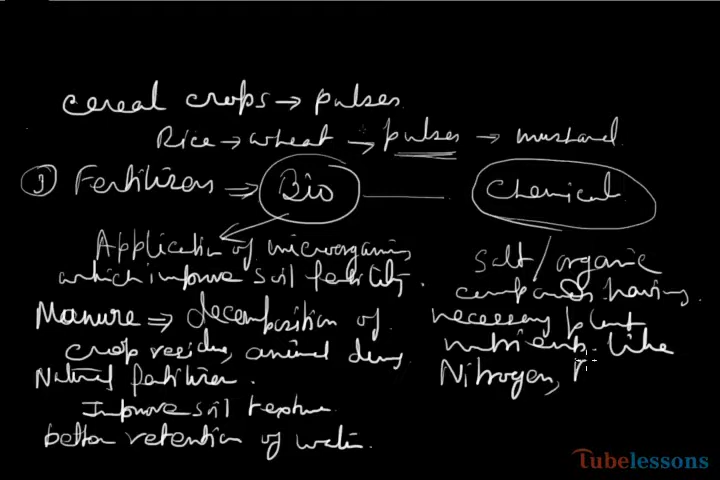 cereal crops → pulses
Rice → wheat → pulses → mustard
3) Fertilizers ⇒ Bio Chemical
Application of microorganisms
which improve soil fertility.
Manure ⇒ decomposition of
crop residue, animal dung
Natural fertilizer.
Improve soil texture
better retention of water.
Salt/organic
compounds having
necessary plant
nutrients like
Nitrogen,
Tubelessons